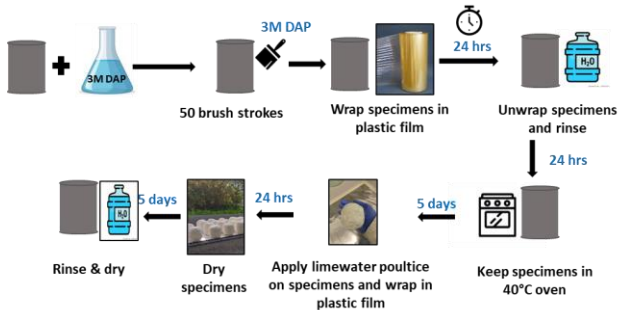 3M DAP
3M DAP
24 hrs
H₂O
50 brush strokes
Wrap specimens in
plastic film
Unwrap specimens
and rinse
24 hrs
H₂O
5 days
24 hrs
5 days
Rinse & dry
Dry
specimens
Apply limewater poultice
on specimens and wrap in
plastic film
Keep specimens in
40°C oven